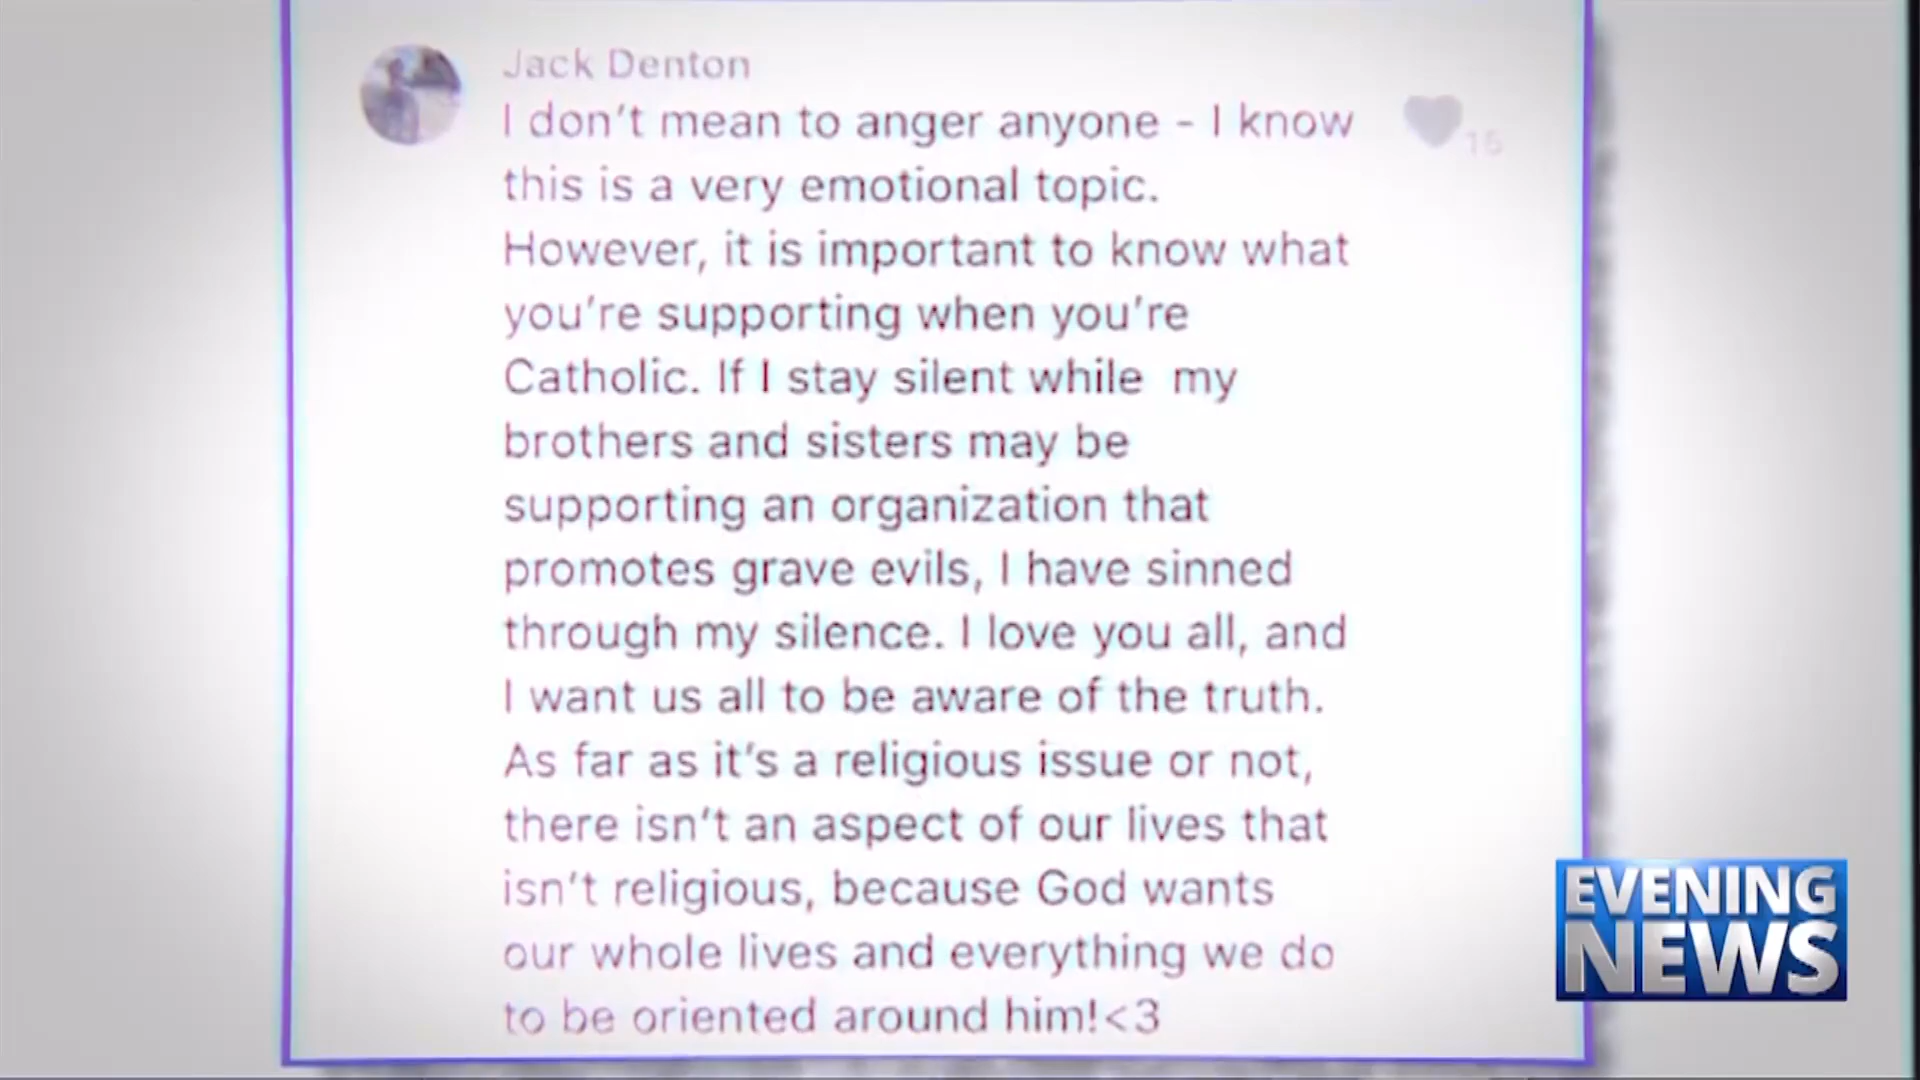 Jack Denton
I don't mean to anger anyone - I know
this is a very emotional topic.
However, it is important to know what
you're supporting when you're
Catholic. If I stay silent while  my
brothers and sisters may be
supporting an organization that
promotes grave evils, I have sinned
through my silence. I love you all, and
I want us all to be aware of the truth.
As far as it's a religious issue or not,
there isn't an aspect of our lives that
isn't religious, because God wants
our whole lives and everything we do
to be oriented around him!<3
EVENING
NEWS